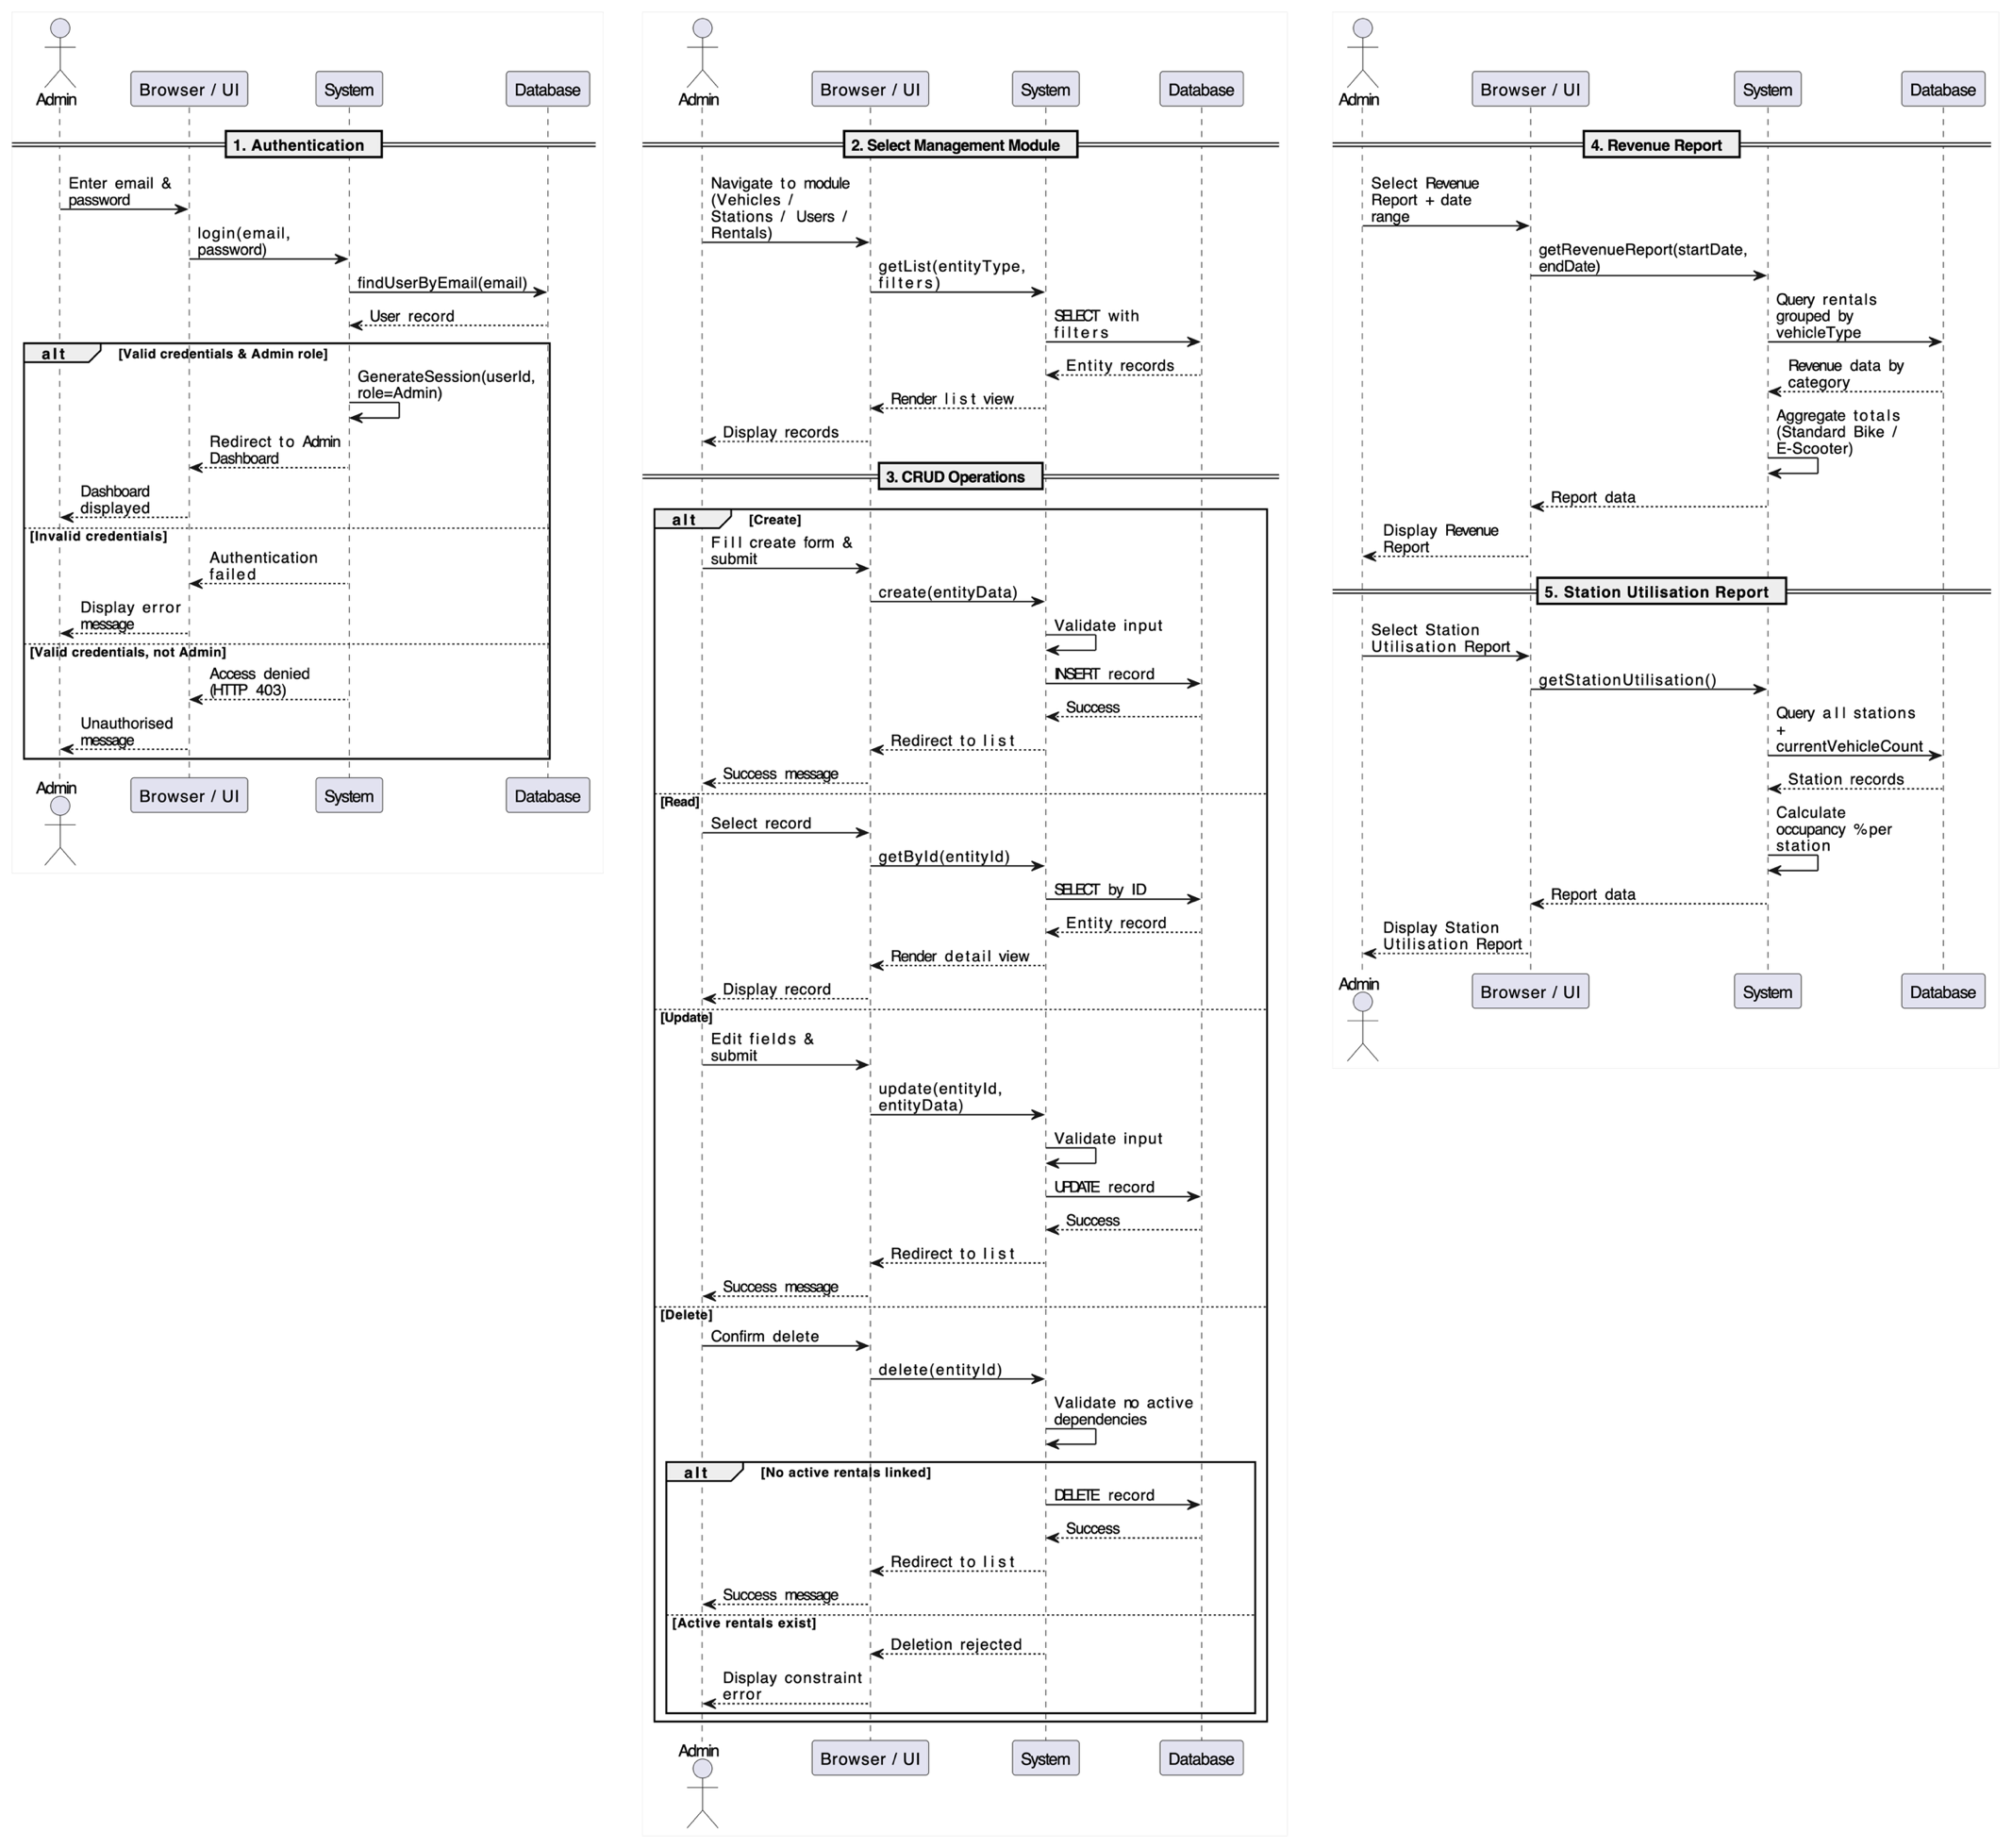 Admin
Browser / UI
System
Database
1. Authentication
Enter email &
password
login(email,
password)
findUserByEmail(email)
User record
alt
[Valid credentials & Admin role]
GenerateSession(userId,
role=Admin)
Redirect to Admin
Dashboard
Dashboard
displayed
[Invalid credentials]
Authentication
failed
Display error
message
[Valid credentials, not Admin]
Access denied
(HTTP 403)
Unauthorised
message
Admin
Browser / UI
System
Database
Admin
Browser / UI
System
Database
2. Select Management Module
Navigate to module
(Vehicles /
Stations / Users /
Rentals)
getList(entityType,
filters)
SELECT with
filters
Entity records
Render list view
Display records
3. CRUD Operations
alt
[Create]
Fill create form &
submit
create(entityData)
Validate input
INSERT record
Success
Redirect to list
Success message
[Read]
Select record
getById(entityId)
SELECT by ID
Entity record
Render detail view
Display record
[Update]
Edit fields &
submit
update(entityId,
entityData)
Validate input
UPDATE record
Success
Redirect to list
Success message
[Delete]
Confirm delete
delete(entityId)
Validate no active
dependencies
alt
[No active rentals linked]
DELETE record
Success
Redirect to list
Success message
[Active rentals exist]
Deletion rejected
Display constraint
error
Admin
Browser / UI
System
Database
Admin
Browser / UI
System
Database
4. Revenue Report
Select Revenue
Report + date
range
getRevenueReport(startDate,
endDate)
Query rentals
grouped by
vehicleType
Revenue data by
category
Aggregate totals
(Standard Bike /
E-Scooter)
Report data
Display Revenue
Report
5. Station Utilisation Report
Select Station
Utilisation Report
getStationUtilisation()
Query all stations
+
currentVehicleCount
Station records
Calculate
occupancy % per
station
Report data
Display Station
Utilisation Report
Admin
Browser / UI
System
Database